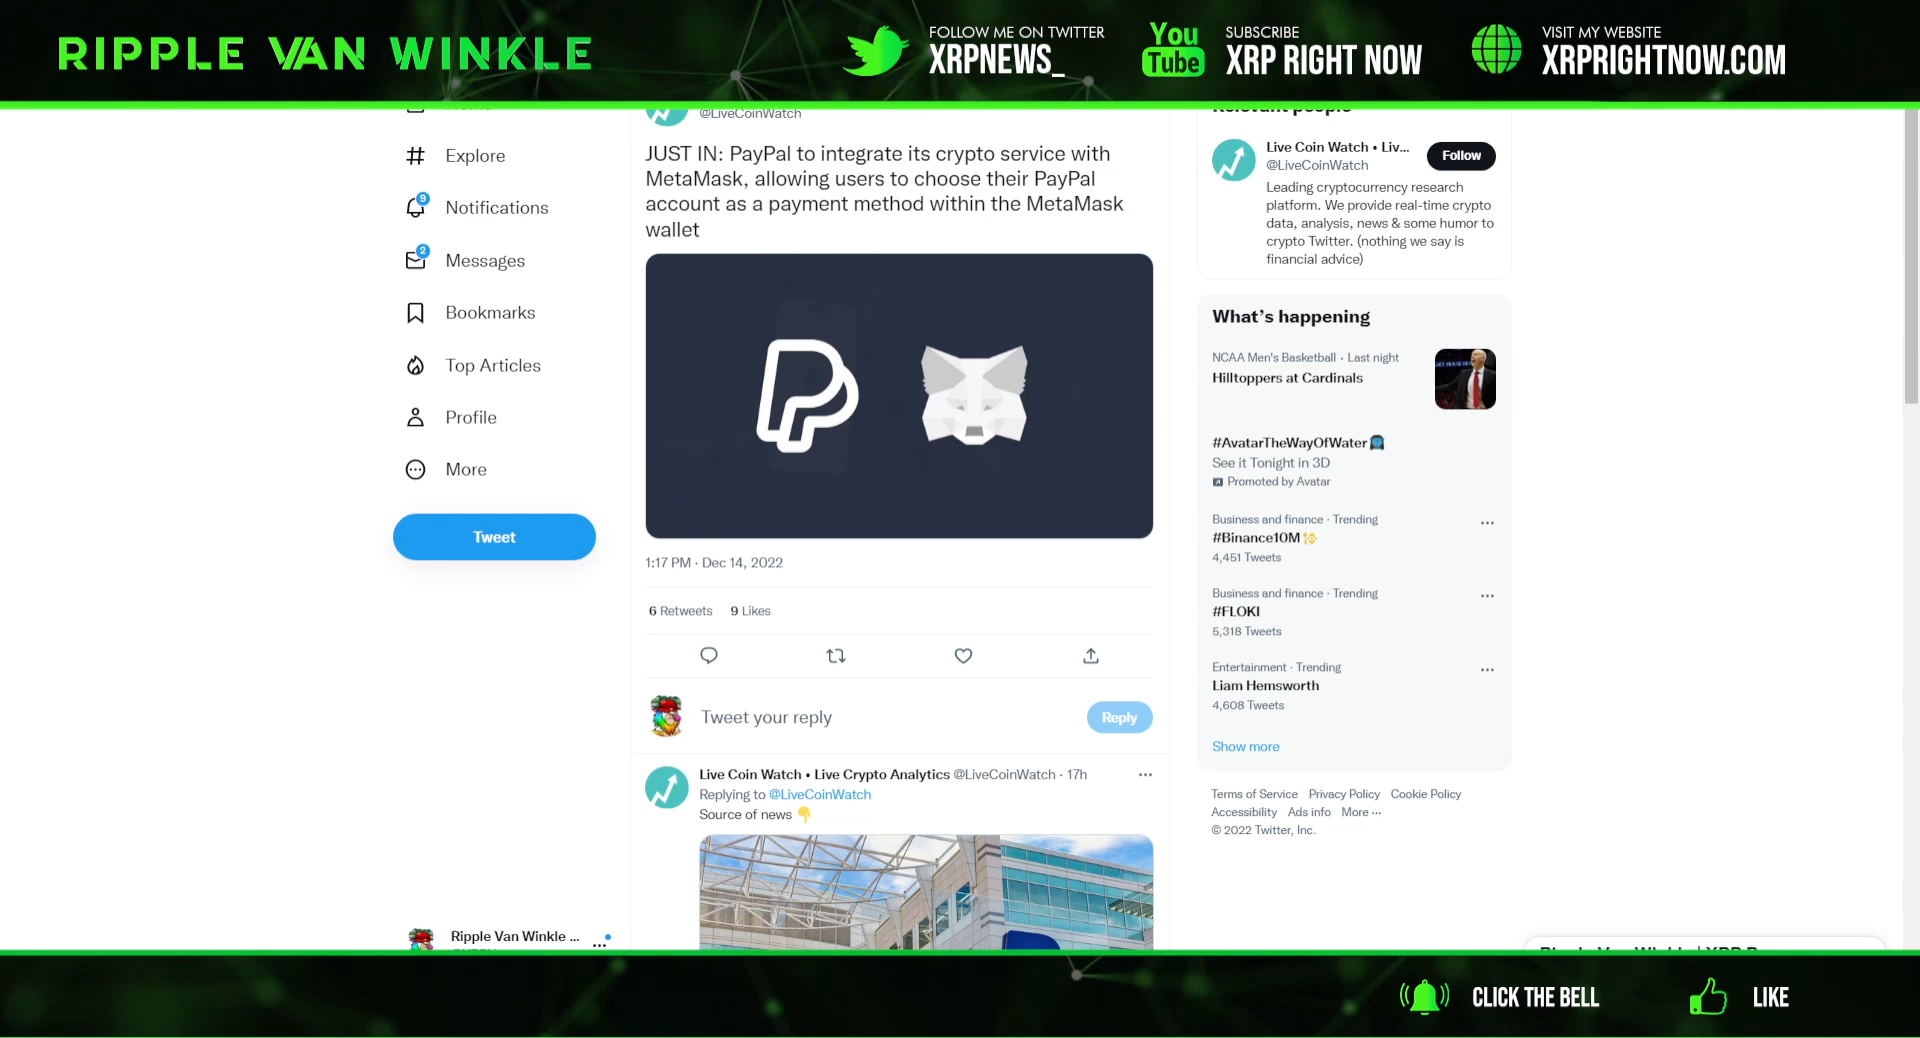 RIPPLE VAN WINKLE
FOLLOW ME ON TWITTER
XRPNEWS_
You
Tube
SUBSCRIBE
XRP RIGHT NOW
VISIT MY WEBSITE
XRPRIGHTNOW.COM
Explore
9
Notifications
2
Messages
Bookmarks
Top Articles
Profile
More
Tweet
Ripple Van Winkle ...
@LiveCoinWatch
JUST IN: PayPal to integrate its crypto service with
MetaMask, allowing users to choose their PayPal
account as a payment method within the MetaMask
wallet
1:17 PM · Dec 14, 2022
6 Retweets 9 Likes
Tweet your reply
Reply
Live Coin Watch • Live Crypto Analytics @LiveCoinWatch · 17h
Replying to @LiveCoinWatch
Source of news 👇
Relevant people
Live Coin Watch • Liv...
@LiveCoinWatch
Follow
Leading cryptocurrency research
platform. We provide real-time crypto
data, analysis, news & some humor to
crypto Twitter. (nothing we say is
financial advice)
What's happening
NCAA Men's Basketball · Last night
Hilltoppers at Cardinals
#AvatarTheWayOfWater
See it Tonight in 3D
Promoted by Avatar
Business and finance · Trending
#Binance10M
4,451 Tweets
Business and finance · Trending
#FLOKI
5,318 Tweets
Entertainment · Trending
Liam Hemsworth
4,608 Tweets
Show more
Terms of Service Privacy Policy Cookie Policy
Accessibility Ads info More ...
© 2022 Twitter, Inc.
CLICK THE BELL
LIKE